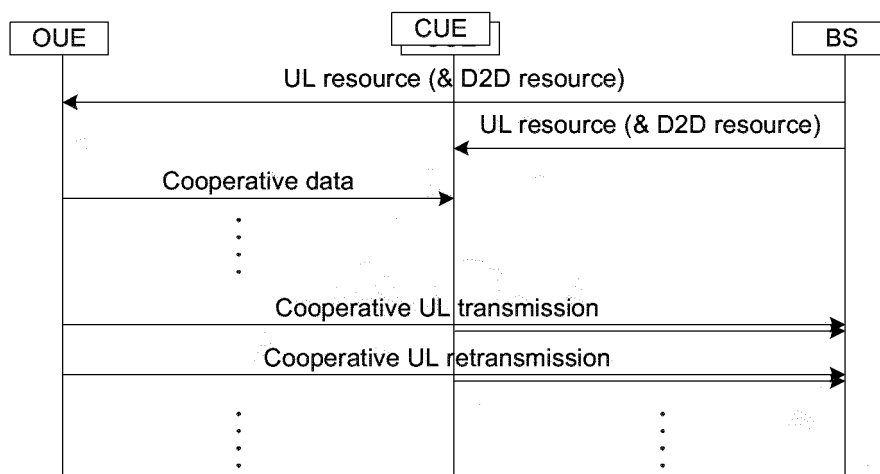 OUE
CUE
BS
UL resource (& D2D resource)
UL resource (& D2D resource)
Cooperative data
Cooperative UL transmission
Cooperative UL retransmission